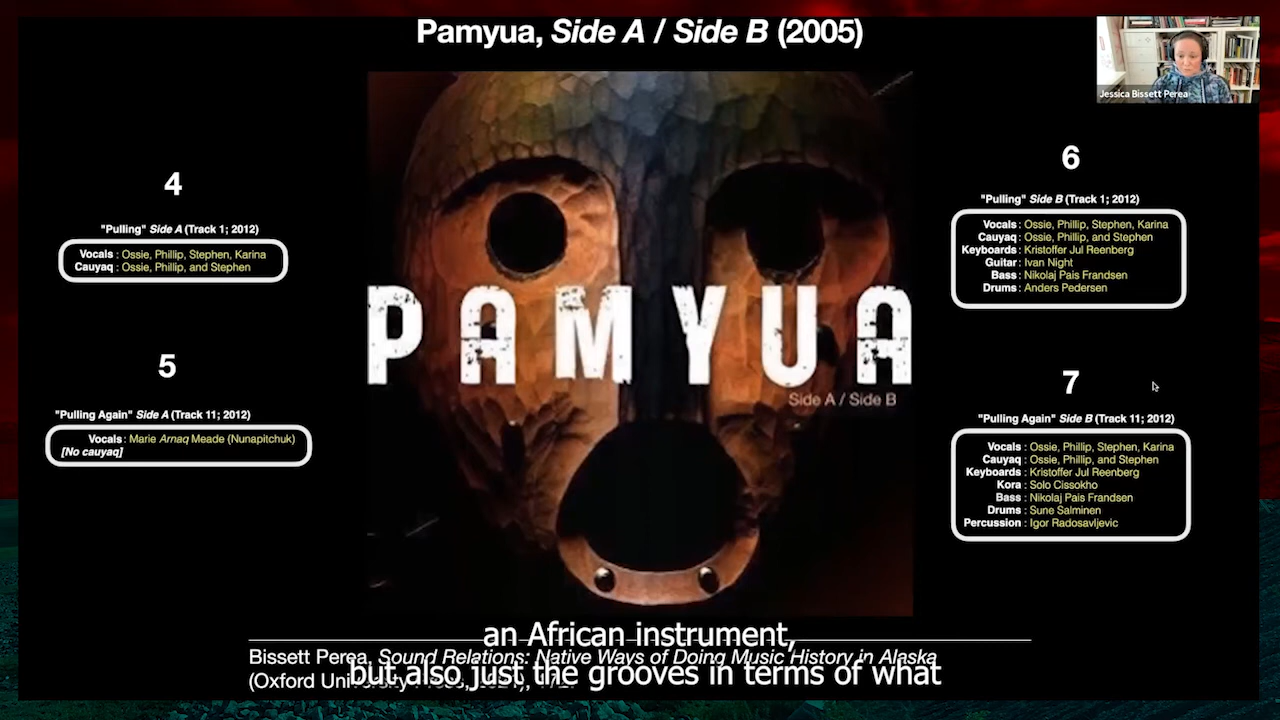 Pamyua, Side A / Side B (2005)
Jessica Bissett Perea
4
"Pulling" Side A (Track 1; 2012)
Vocals : Ossie, Phillip, Stephen, Karina
Cauyaq : Ossie, Phillip, and Stephen
5
"Pulling Again" Side A (Track 11; 2012)
Vocals : Marie Arnaq Meade (Nunapitchuk)
[No cauyaq]
PAMYUA
Side A / Side B
6
"Pulling" Side B (Track 1; 2012)
Vocals : Ossie, Phillip, Stephen, Karina
Cauyaq : Ossie, Phillip, and Stephen
Keyboards : Kristoffer Jul Reenberg
Guitar : Ivan Night
Bass : Nikolaj Pais Frandsen
Drums : Anders Pedersen
7
"Pulling Again" Side B (Track 11; 2012)
Vocals : Ossie, Phillip, Stephen, Karina
Cauyaq : Ossie, Phillip, and Stephen
Keyboards : Kristoffer Jul Reenberg
Kora : Solo Cissokho
Bass : Nikolaj Pais Frandsen
Drums : Sune Salminen
Percussion : Igor Radosavljevic
an African instrument,
Bissett Perea, Sound Relations: Native Ways of Doing Music History in Alaska
but also just the grooves in terms of what
(Oxford University